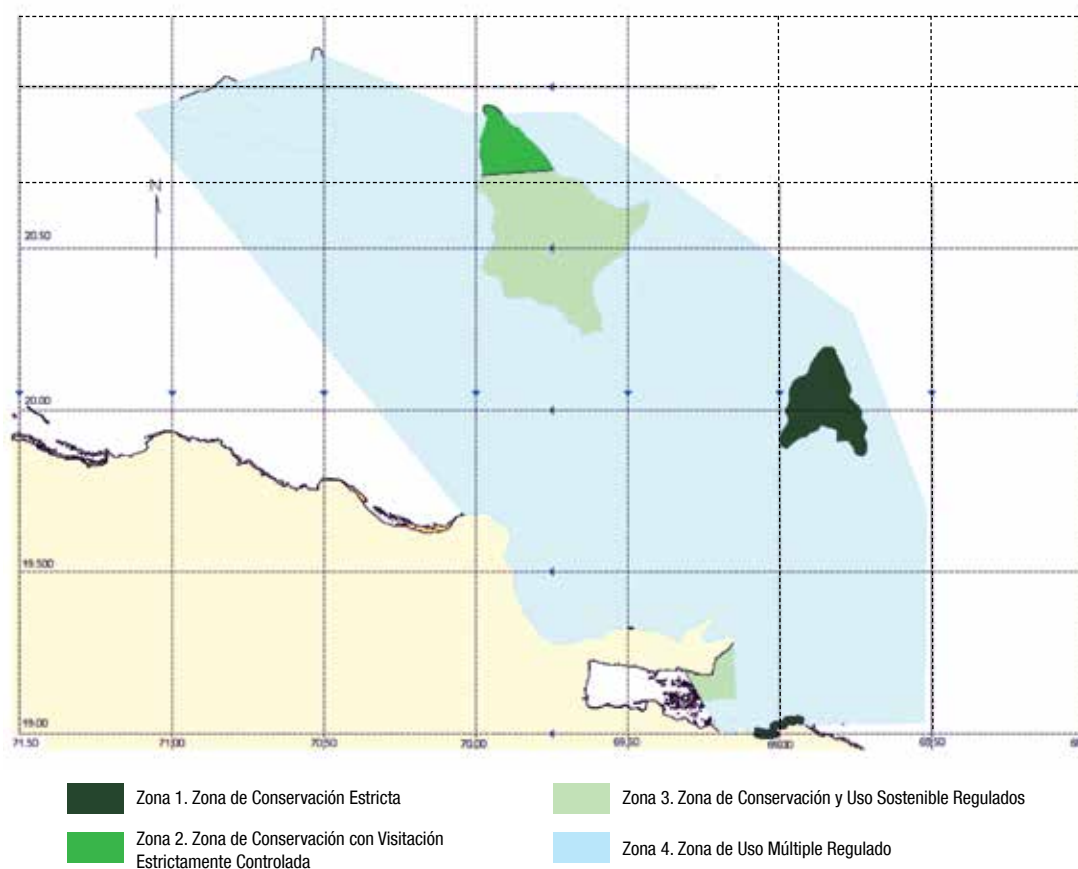 N
20.50
20.00
19.500
19.00
71.50
71.00
70.50
70.00
69.50
69.00
68.50
Zona 1. Zona de Conservación Estricta
Zona 2. Zona de Conservación con Visitación
Estrictamente Controlada
Zona 3. Zona de Conservación y Uso Sostenible Regulados
Zona 4. Zona de Uso Múltiple Regulado